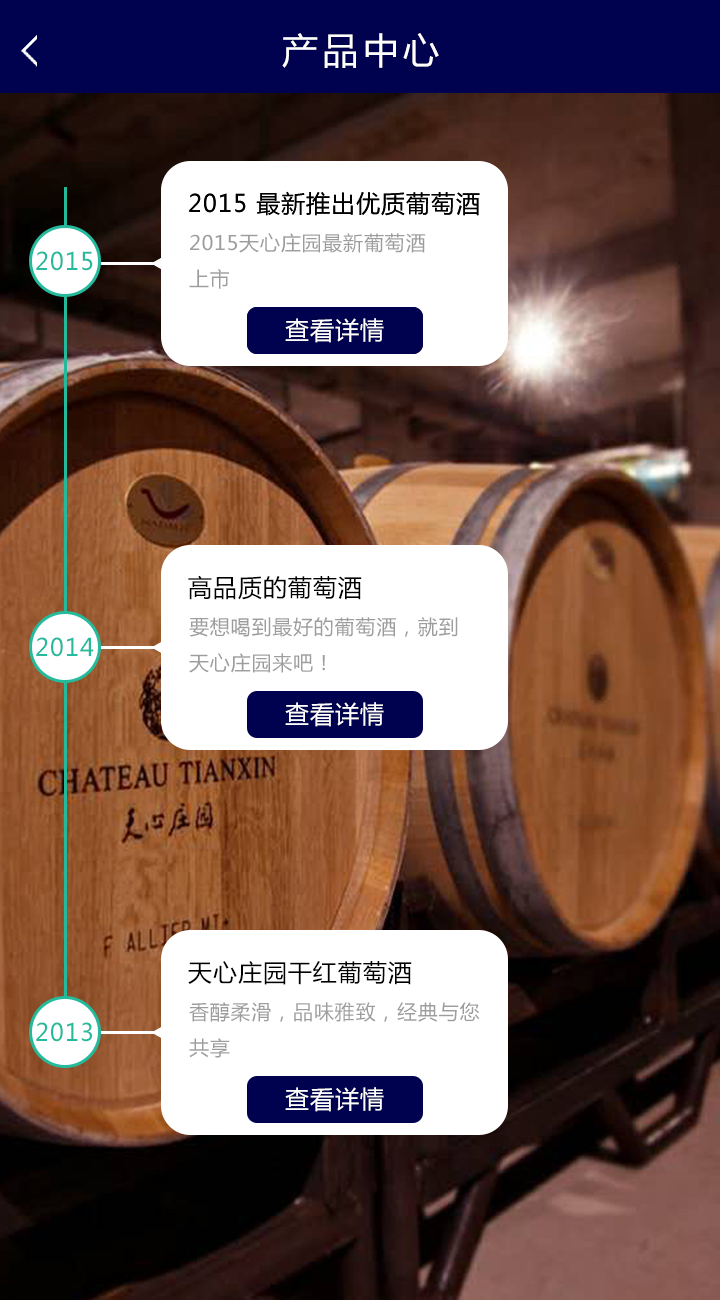 产品中心
2015
2015 最新推出优质葡萄酒
2015天心庄园最新葡萄酒
上市
查看详情
2014
高品质的葡萄酒
要想喝到最好的葡萄酒，就到
天心庄园来吧！
查看详情
CHATEAU TIANXIN
天心庄园
CHATEAU TIANXIN
2013
天心庄园干红葡萄酒
香醇柔滑，品味雅致，经典与您
共享
查看详情